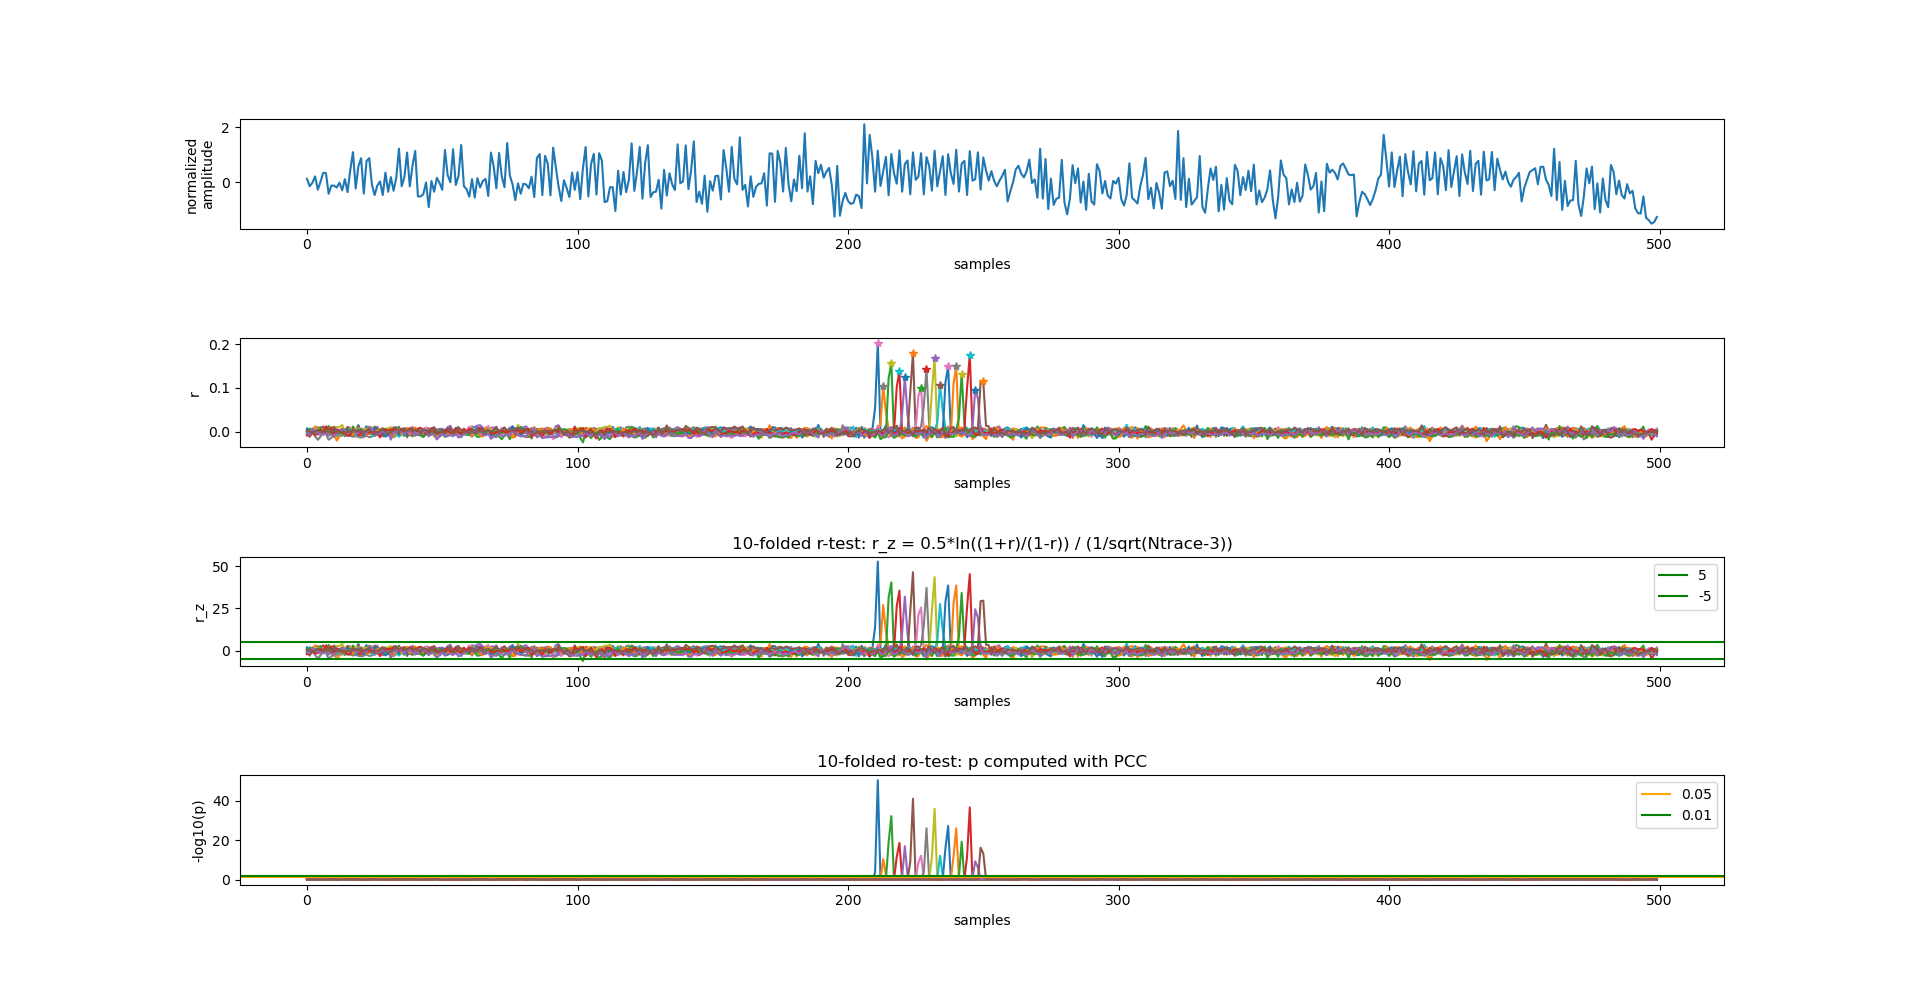 normalized
amplitude
2
0
0 100 200 300 400 500
samples
r
0.2
0.1
0.0
0 100 200 300 400 500
samples
10-folded r-test: r_z = 0.5*ln((1+r)/(1-r)) / (1/sqrt(Ntrace-3))
r_z
50
25
0
5
-5
0 100 200 300 400 500
samples
10-folded ro-test: p computed with PCC
-log10(p)
40
20
0
0.05
0.01
0 100 200 300 400 500
samples